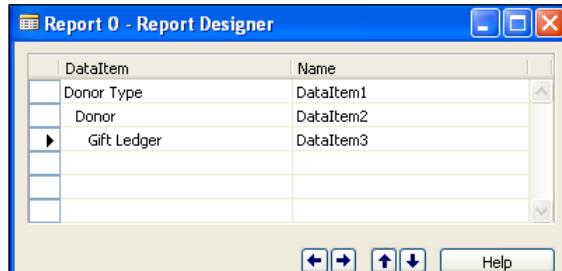 Report 0 - Report Designer
DataItem Name
Donor Type DataItem1
Donor DataItem2
Gift Ledger DataItem3
Help